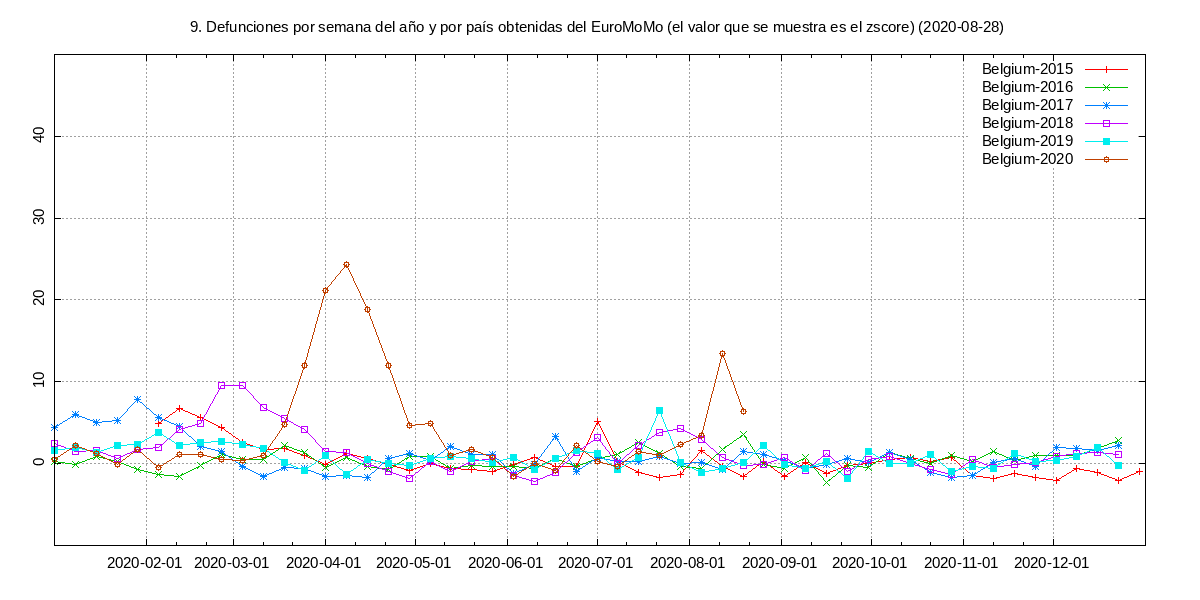 9. Defunciones por semana del año y por país obtenidas del EuroMoMo (el valor que se muestra es el zscore) (2020-08-28)
Belgium-2015
Belgium-2016
Belgium-2017
Belgium-2018
Belgium-2019
Belgium-2020
40
30
20
10
0
2020-02-01 2020-03-01 2020-04-01 2020-05-01 2020-06-01 2020-07-01 2020-08-01 2020-09-01 2020-10-01 2020-11-01 2020-12-01